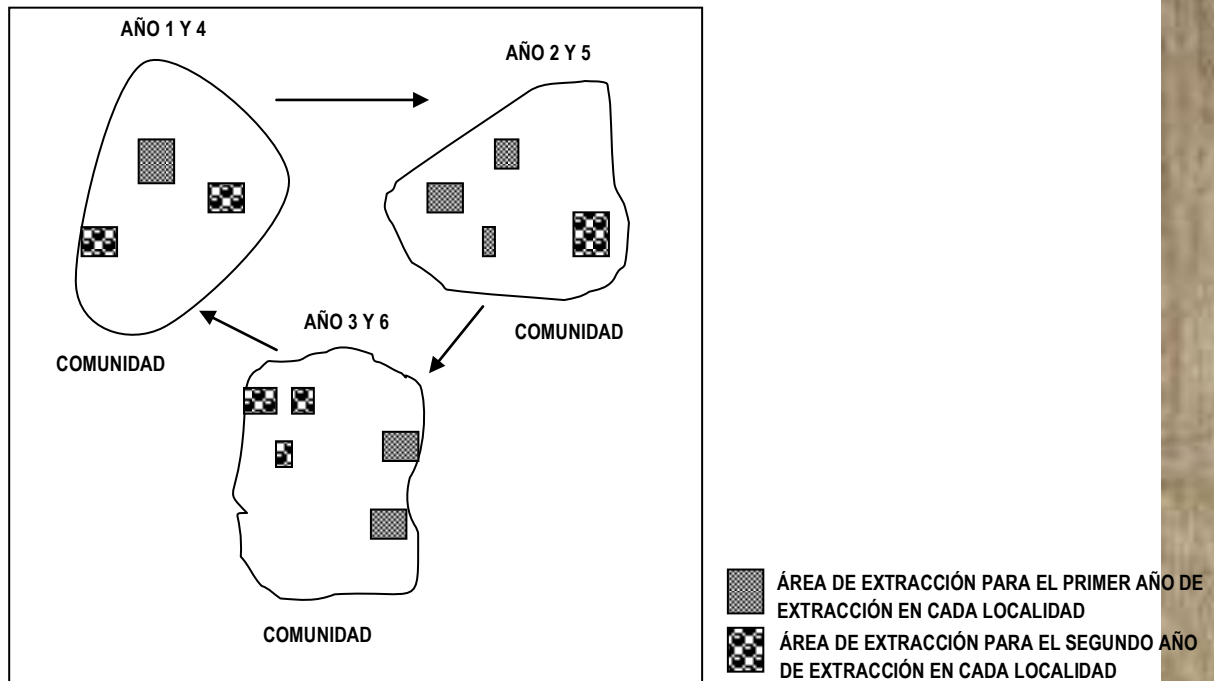 AÑO 1 Y 4
AÑO 2 Y 5
COMUNIDAD
AÑO 3 Y 6
COMUNIDAD
COMUNIDAD
ÁREA DE EXTRACCIÓN PARA EL PRIMER AÑO DE
EXTRACCIÓN EN CADA LOCALIDAD
ÁREA DE EXTRACCIÓN PARA EL SEGUNDO AÑO
DE EXTRACCIÓN EN CADA LOCALIDAD